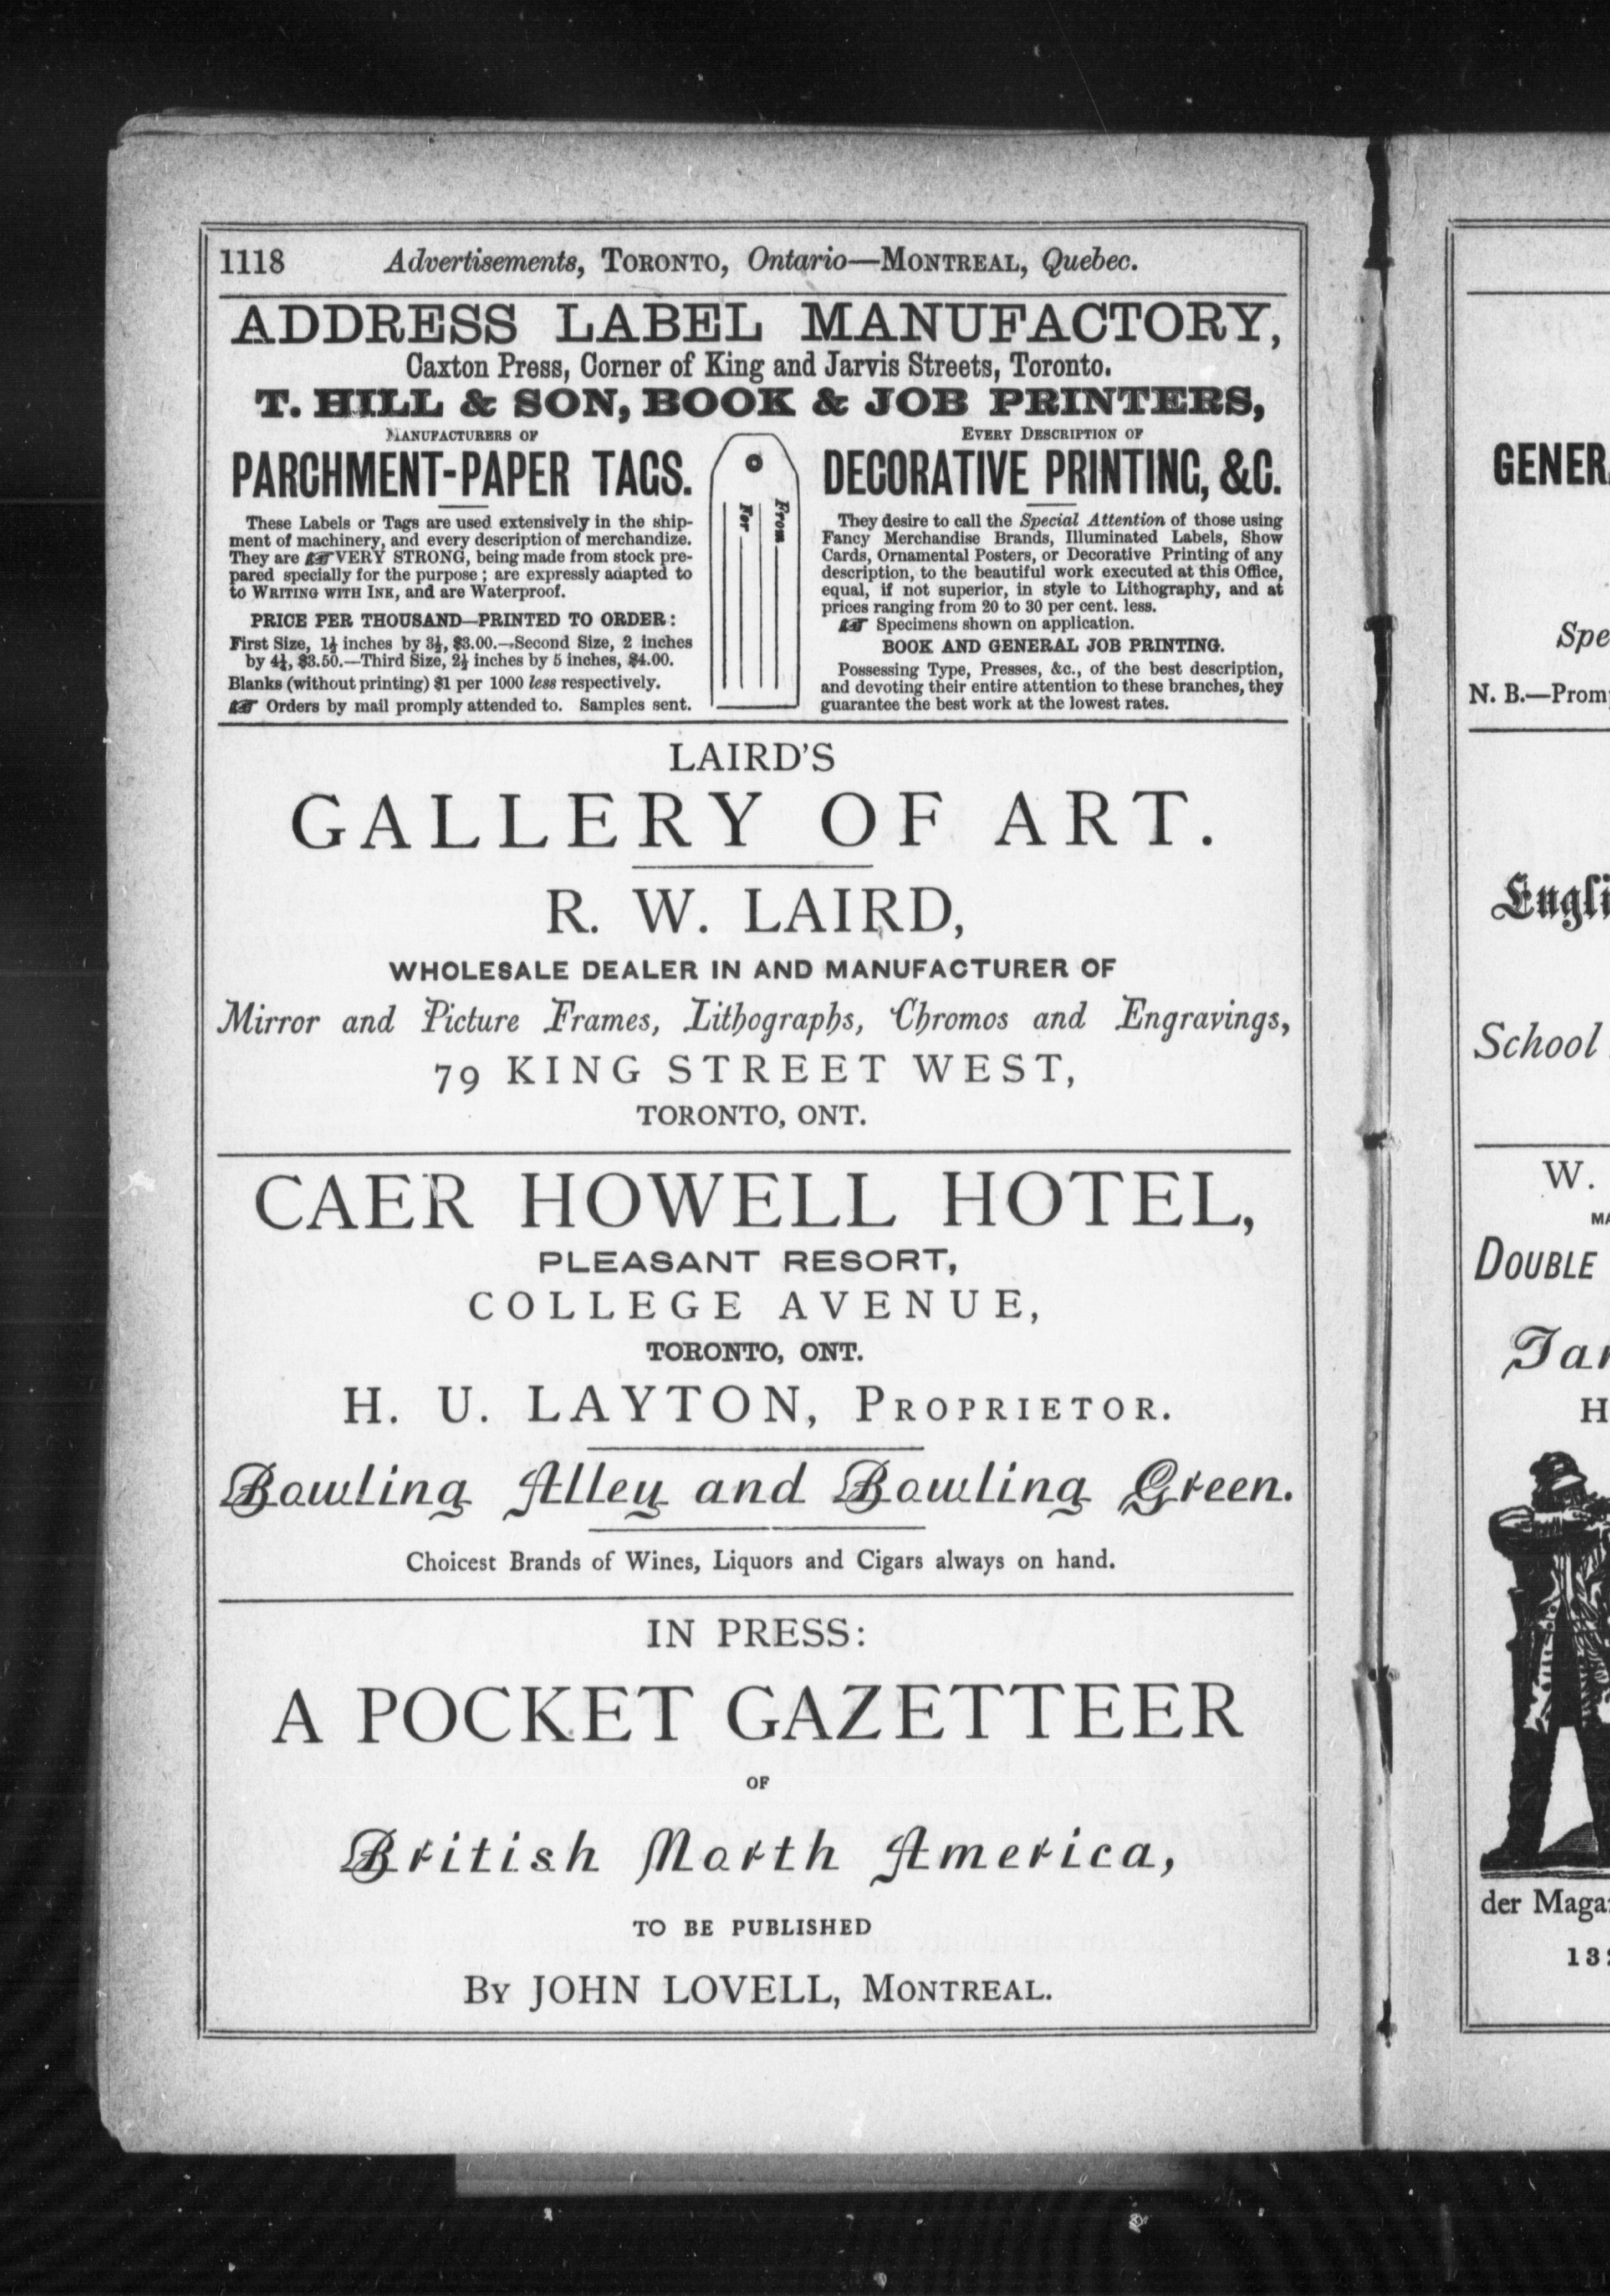 1118 Advertisements, TORONTO, Ontario—MONTREAL, Quebec.
ADDRESS LABEL MANUFACTORY,
Caxton Press, Corner of King and Jarvis Streets, Toronto.
T. HILL & SON, BOOK & JOB PRINTERS,
MANUFACTURERS OF
PARCHMENT-PAPER TAGS.
These Labels or Tags are used extensively in the ship-
ment of machinery, and every description of merchandize.
They are ☞ VERY STRONG, being made from stock pre-
pared specially for the purpose; are expressly adapted to
to WRITING WITH INK, and are Waterproof.
PRICE PER THOUSAND—PRINTED TO ORDER:
First Size, 1½ inches by 3½, $3.00.—Second Size, 2 inches
by 4½, $3.50.—Third Size, 2½ inches by 5 inches, $4.00.
Blanks (without printing) $1 per 1000 less respectively.
☞ Orders by mail promply attended to. Samples sent.
From
For
EVERY DESCRIPTION OF
DECORATIVE PRINTING, &C.
They desire to call the Special Attention of those using
Fancy Merchandise Brands, Illuminated Labels, Show
Cards, Ornamental Posters, or Decorative Printing of any
description, to the beautiful work executed at this Office,
equal, if not superior, in style to Lithography, and at
prices ranging from 20 to 30 per cent. less.
☞ Specimens shown on application.
BOOK AND GENERAL JOB PRINTING.
Possessing Type, Presses, &c., of the best description,
and devoting their entire attention to these branches, they
guarantee the best work at the lowest rates.
LAIRD'S
GALLERY OF ART.
R. W. LAIRD,
WHOLESALE DEALER IN AND MANUFACTURER OF
Mirror and Picture Frames, Lithographs, Chromos and Engravings,
79 KING STREET WEST,
TORONTO, ONT.
CAER HOWELL HOTEL,
PLEASANT RESORT,
COLLEGE AVENUE,
TORONTO, ONT.
H. U. LAYTON, PROPRIETOR.
Bowling Alley and Bowling Green.
Choicest Brands of Wines, Liquors and Cigars always on hand.
IN PRESS:
A POCKET GAZETTEER
OF
British North America,
TO BE PUBLISHED
BY JOHN LOVELL, MONTREAL.
GENER
Spe
N. B.—Prom
Engli
School
W.
MA
DOUBLE
H
der Maga